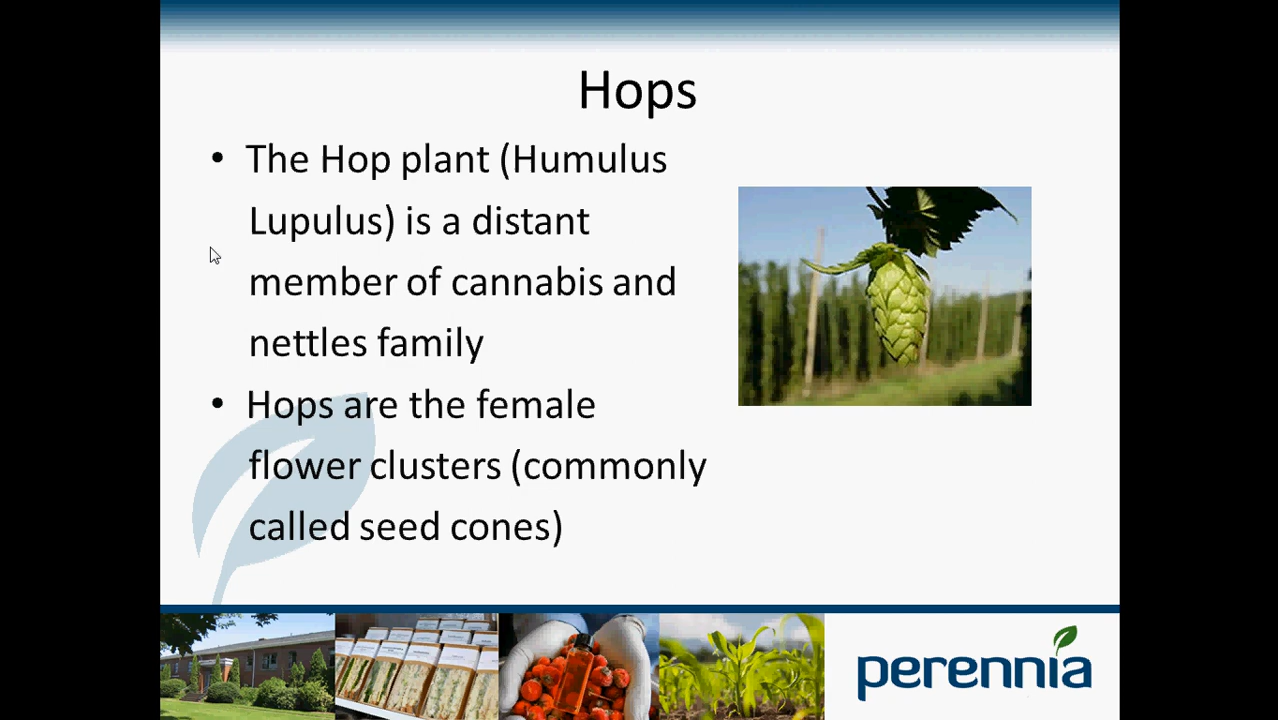 Hops
• The Hop plant (Humulus
Lupulus) is a distant
member of cannabis and
nettles family
• Hops are the female
flower clusters (commonly
called seed cones)
perennia